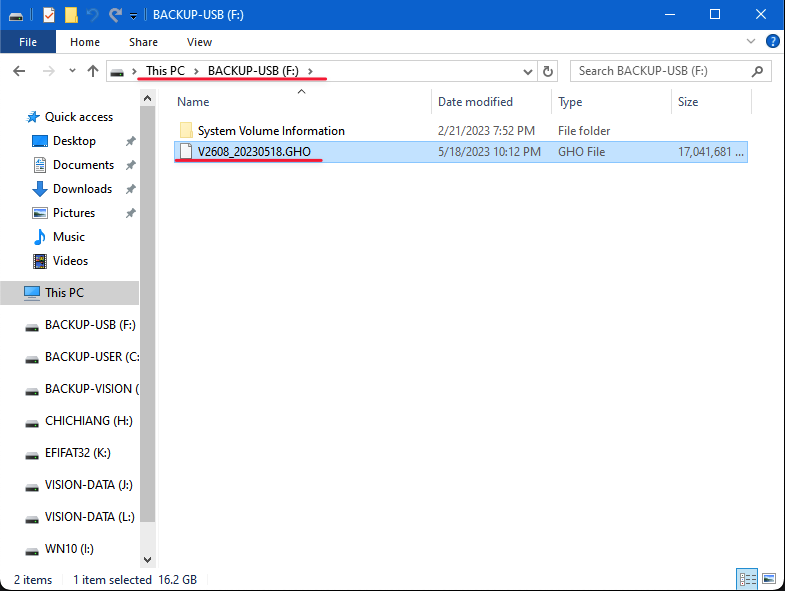 BACKUP-USB (F:)
File Home Share View
This PC BACKUP-USB (F:) Search BACKUP-USB (F:)
Name Date modified Type Size
System Volume Information 2/21/2023 7:52 PM File folder
V2608_20230518.GHO 5/18/2023 10:12 PM GHO File 17,041,681 ...
Quick access
Desktop
Documents
Downloads
Pictures
Music
Videos
This PC
BACKUP-USB (F:)
BACKUP-USER (C:
BACKUP-VISION (
CHICHIANG (H:)
EFIFAT32 (K:)
VISION-DATA (J:)
VISION-DATA (L:)
WN10 (I:)
2 items 1 item selected 16.2 GB